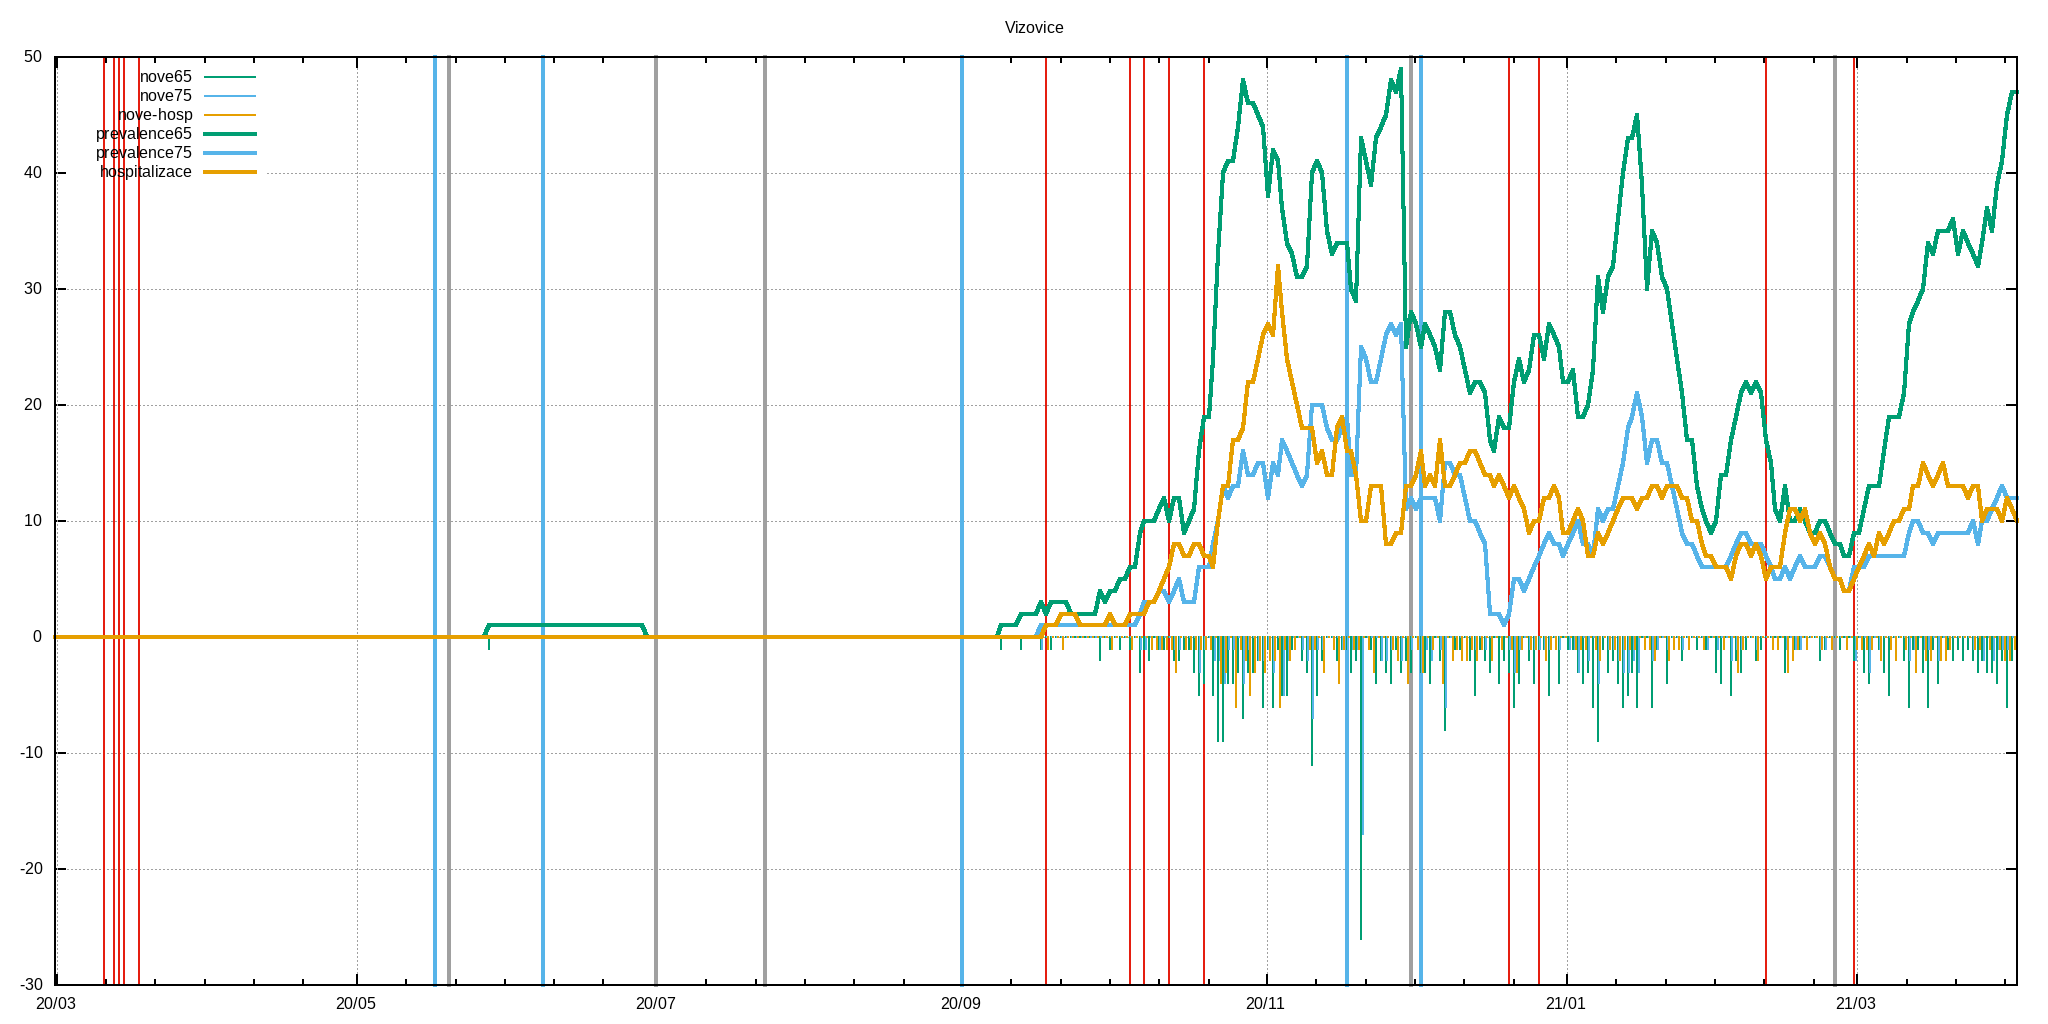 Vizovice
50
40
30
20
10
0
-10
-20
-30
nove65
nove75
nove-hosp
prevalence65
prevalence75
hospitalizace
20/03 20/05 20/07 20/09 20/11 21/01 21/03